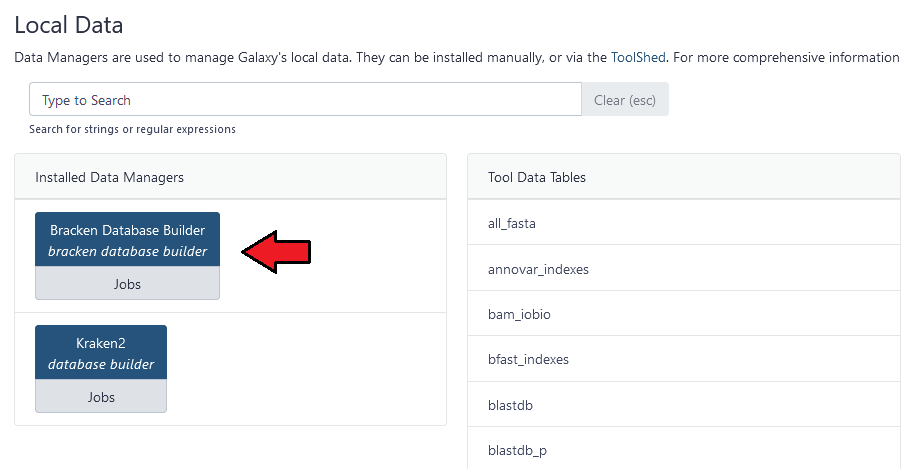 Local Data
Data Managers are used to manage Galaxy's local data. They can be installed manually, or via the ToolShed. For more comprehensive information
Type to Search
Clear (esc)
Search for strings or regular expressions
Installed Data Managers
Bracken Database Builder
bracken database builder
Jobs
Kraken2
database builder
Jobs
Tool Data Tables
all_fasta
annovar_indexes
bam_iobio
bfast_indexes
blastdb
blastdb_p